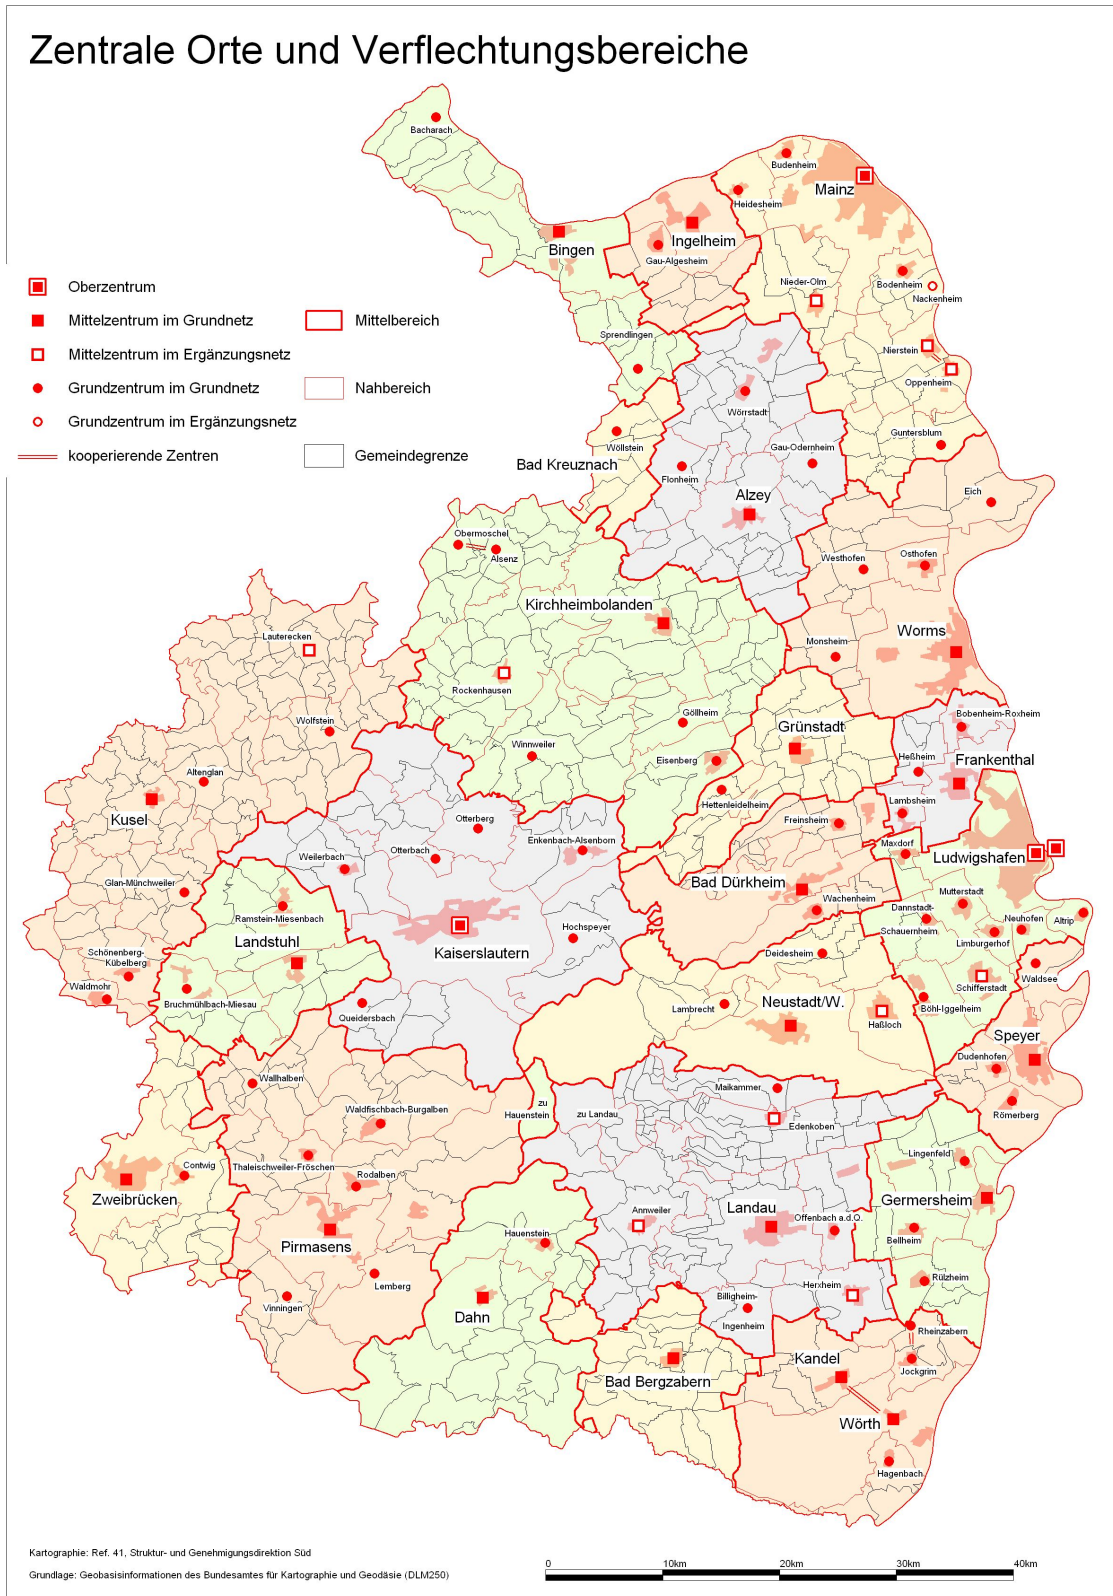 Zentrale Orte und Verflechtungsbereiche
Bacharach
Budenheim
Mainz
Heidesheim
Bingen
Ingelheim
Gau-Algesheim
Nieder-Olm
Bodenheim
Nackenheim
Oberzentrum
Mittelzentrum im Grundnetz
Mittelbereich
Mittelzentrum im Ergänzungsnetz
Grundzentrum im Grundnetz
Nahbereich
Grundzentrum im Ergänzungsnetz
kooperierende Zentren
Gemeindegrenze
Sprendlingen
Nierstein
Oppenheim
Wörrstadt
Guntersblum
Wöllstein
Gau-Odernheim
Bad Kreuznach
Flonheim
Alzey
Eich
Obermoschel
Alsenz
Westhofen
Osthofen
Kirchheimbolanden
Lauterecken
Worms
Monsheim
Rockenhausen
Wolfstein
Göllheim
Grünstadt
Bobenheim-Roxheim
Winnweiler
Eisenberg
Heßheim
Frankenthal
Altenglan
Kusel
Hettenleidelheim
Lambsheim
Freinsheim
Otterberg
Otterbach
Enkenbach-Alsenborn
Maxdorf
Ludwigshafen
Weilerbach
Glan-Münchweiler
Bad Dürkheim
Wachenheim
Mutterstadt
Dannstadt-
Schauernheim
Neuhofen
Altrip
Limburgerhof
Ramstein-Miesenbach
Landstuhl
Kaiserslautern
Hochspeyer
Deidesheim
Schönenberg-
Kübelberg
Waldmohr
Bruchmühlbach-Miesau
Queidersbach
Lambrecht
Neustadt/W.
Haßloch
Schifferstadt
Böhl-Iggelheim
Waldsee
Speyer
Dudenhofen
Römerberg
Wallhalben
Waldfischbach-Burgalben
zu
Hauenstein
zu Landau
Maikammer
Edenkoben
Lingenfeld
Thaleischweiler-Fröschen
Contwig
Zweibrücken
Rodalben
Pirmasens
Annweiler
Landau
Offenbach a.d.Q.
Germersheim
Bellheim
Hauenstein
Lemberg
Vinningen
Dahn
Billigheim-
Ingenheim
Herxheim
Rülzheim
Rheinzabern
Jockgrim
Kandel
Bad Bergzabern
Wörth
Hagenbach
Kartographie: Ref. 41, Struktur- und Genehmigungsdirektion Süd
Grundlage: Geobasisinformationen des Bundesamtes für Kartographie und Geodäsie (DLM250)
0 10km 20km 30km 40km